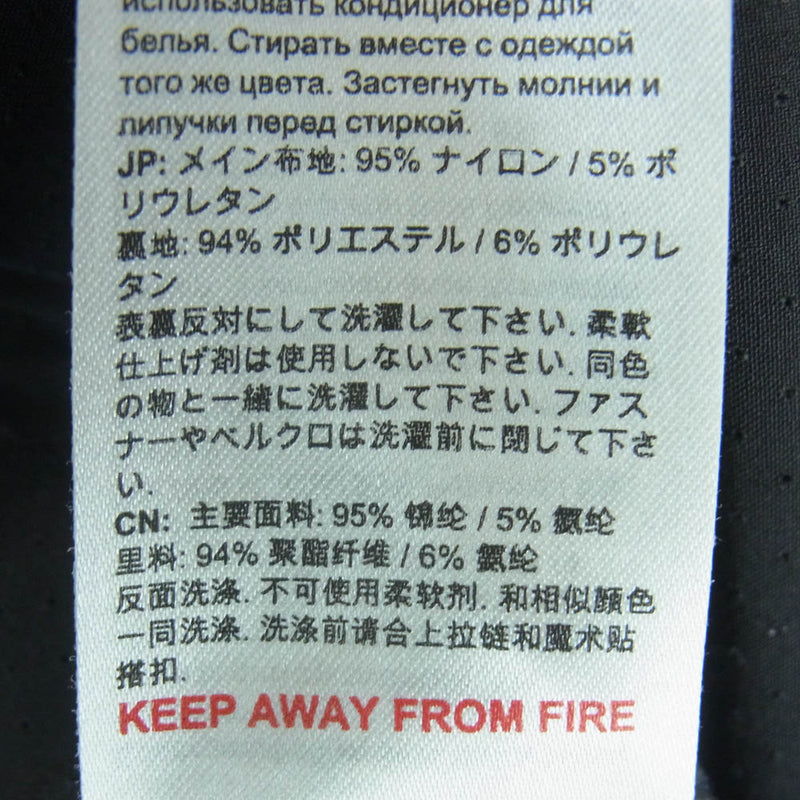 использовать кондиционер для
белья. Стирать вместе с одеждой
того же цвета. Застегнуть молнии и
липучки перед стиркой.
JP: メイン布地: 95% ナイロン / 5% ポ
リウレタン
裏地: 94% ポリエステル / 6% ポリウレ
タン
表裏反対にして洗濯して下さい. 柔軟
仕上げ剤は使用しないで下さい. 同色
の物と一緒に洗濯して下さい. ファス
ナーやベルクロは洗濯前に閉じて下さ
い.
CN: 主要面料: 95% 锦纶 / 5% 氨纶
里料: 94% 聚酯纤维 / 6% 氨纶
反面洗涤. 不可使用柔软剂. 和相似颜色
一同洗涤. 洗涤前请合上拉链和魔术贴
搭扣.
KEEP AWAY FROM FIRE